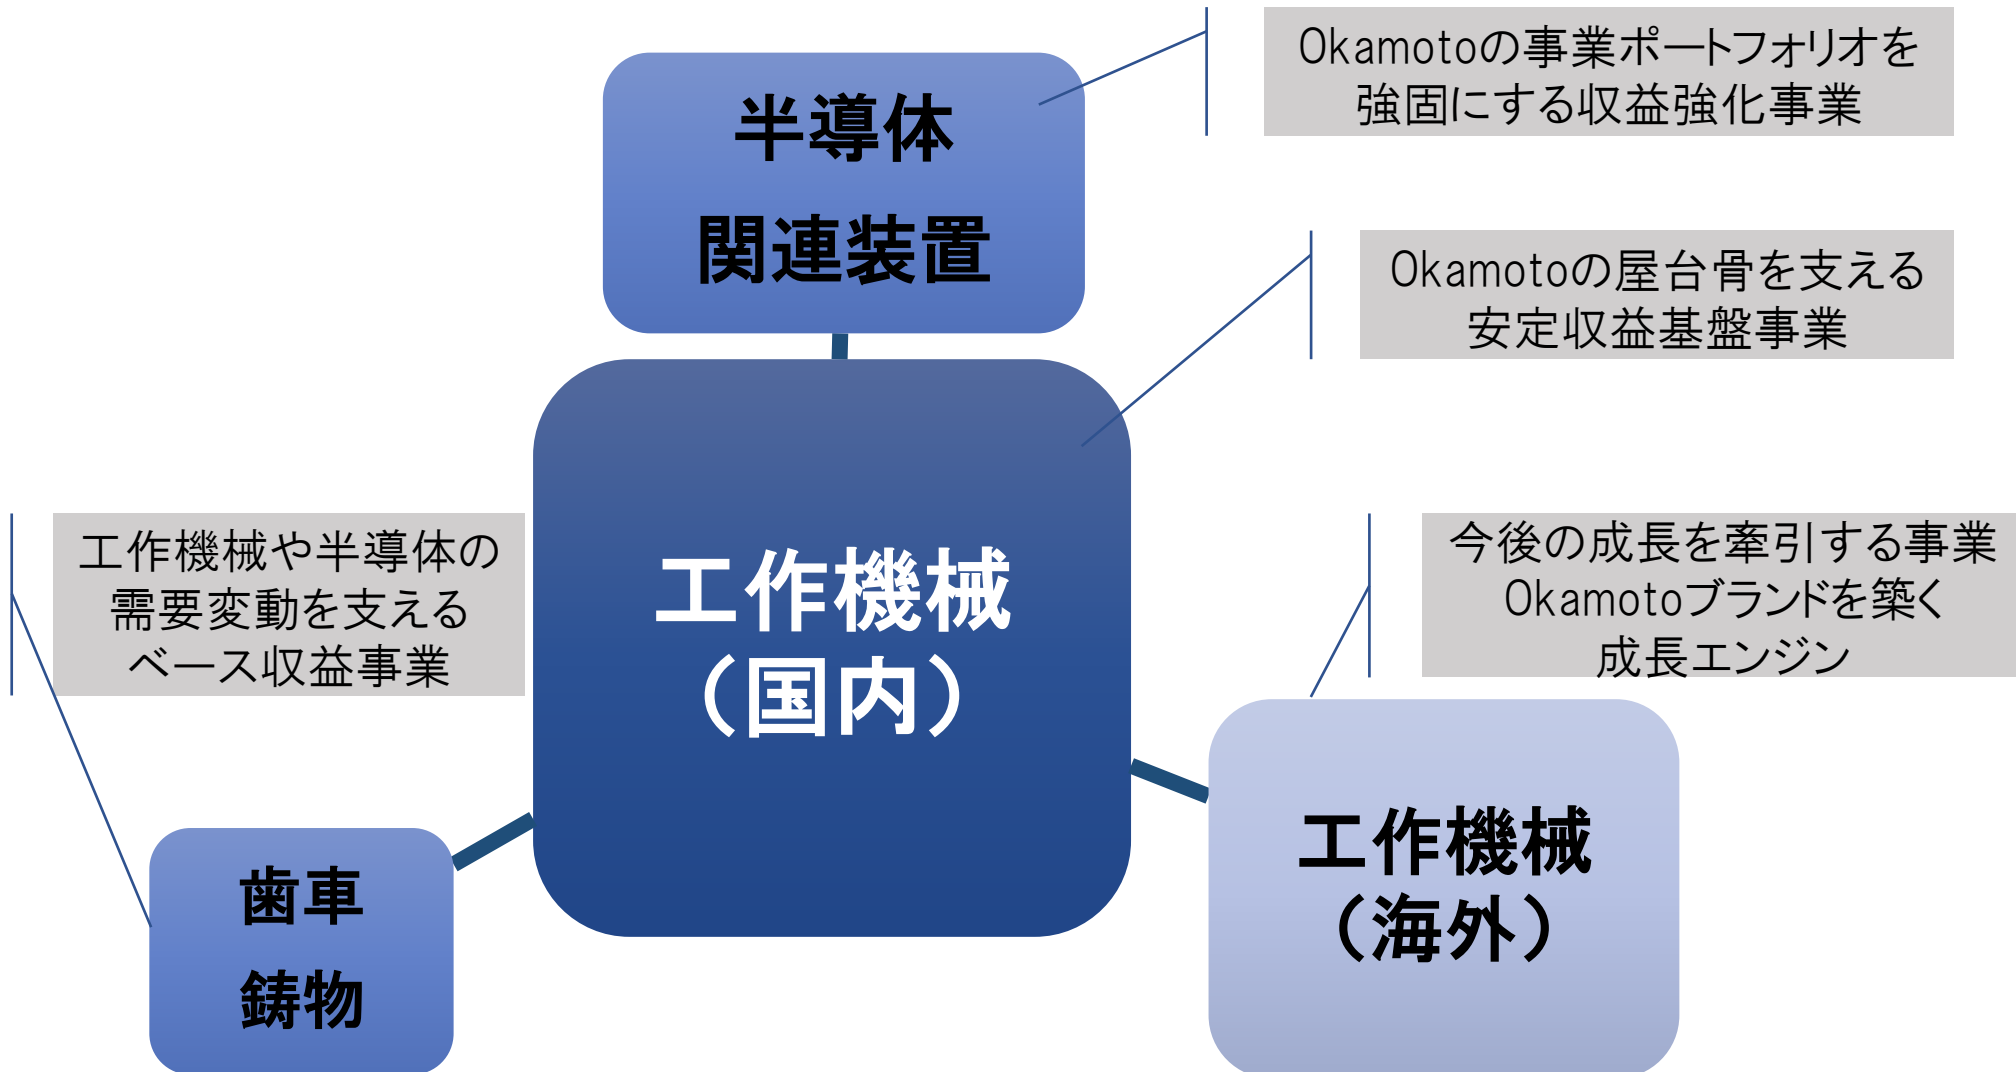 Okamotoの事業ポートフォリオを
強固にする収益強化事業
半導体
関連装置
Okamotoの屋台骨を支える
安定収益基盤事業
工作機械や半導体の
需要変動を支える
ベース収益事業
工作機械
（国内）
今後の成長を牽引する事業
Okamotoブランドを築く
成長エンジン
歯車
鋳物
工作機械
（海外）